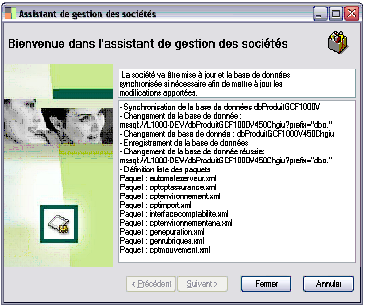 Assistant de gestion des sociétés
Bienvenue dans l'assistant de gestion des sociétés
La société va être mise à jour et la base de données
synchronisée si nécessaire afin de mettre à jour les
modifications apportées.
- Synchronisation de la base de données dbProduitGCF1000V
- Changement de la base de donnée :
mssql://L1000-DEV/dbProduitGCF1000V450Chgiu?prefix="dbo."
- Changement de base de donnée : dbProduitGCF1000V450Chgiu
- Enregistrement de la base de données
- Changement de la base de donnée réussie:
mssql://L1000-DEV/dbProduitGCF1000V450Chgiu?prefix="dbo."
- Définition liste des paquets
Paquet : automateserveur.xml
Paquet : cptcptassurance.xml
Paquet : cptenvironnement.xml
Paquet : cptimport.xml
Paquet : interfacecomptabilite.xml
Paquet : cptenvironnementana.xml
Paquet : genepuration.xml
Paquet : genrubriques.xml
Paquet : cptmouvement.xml
< Précédent
Suivant >
Fermer
Annuler